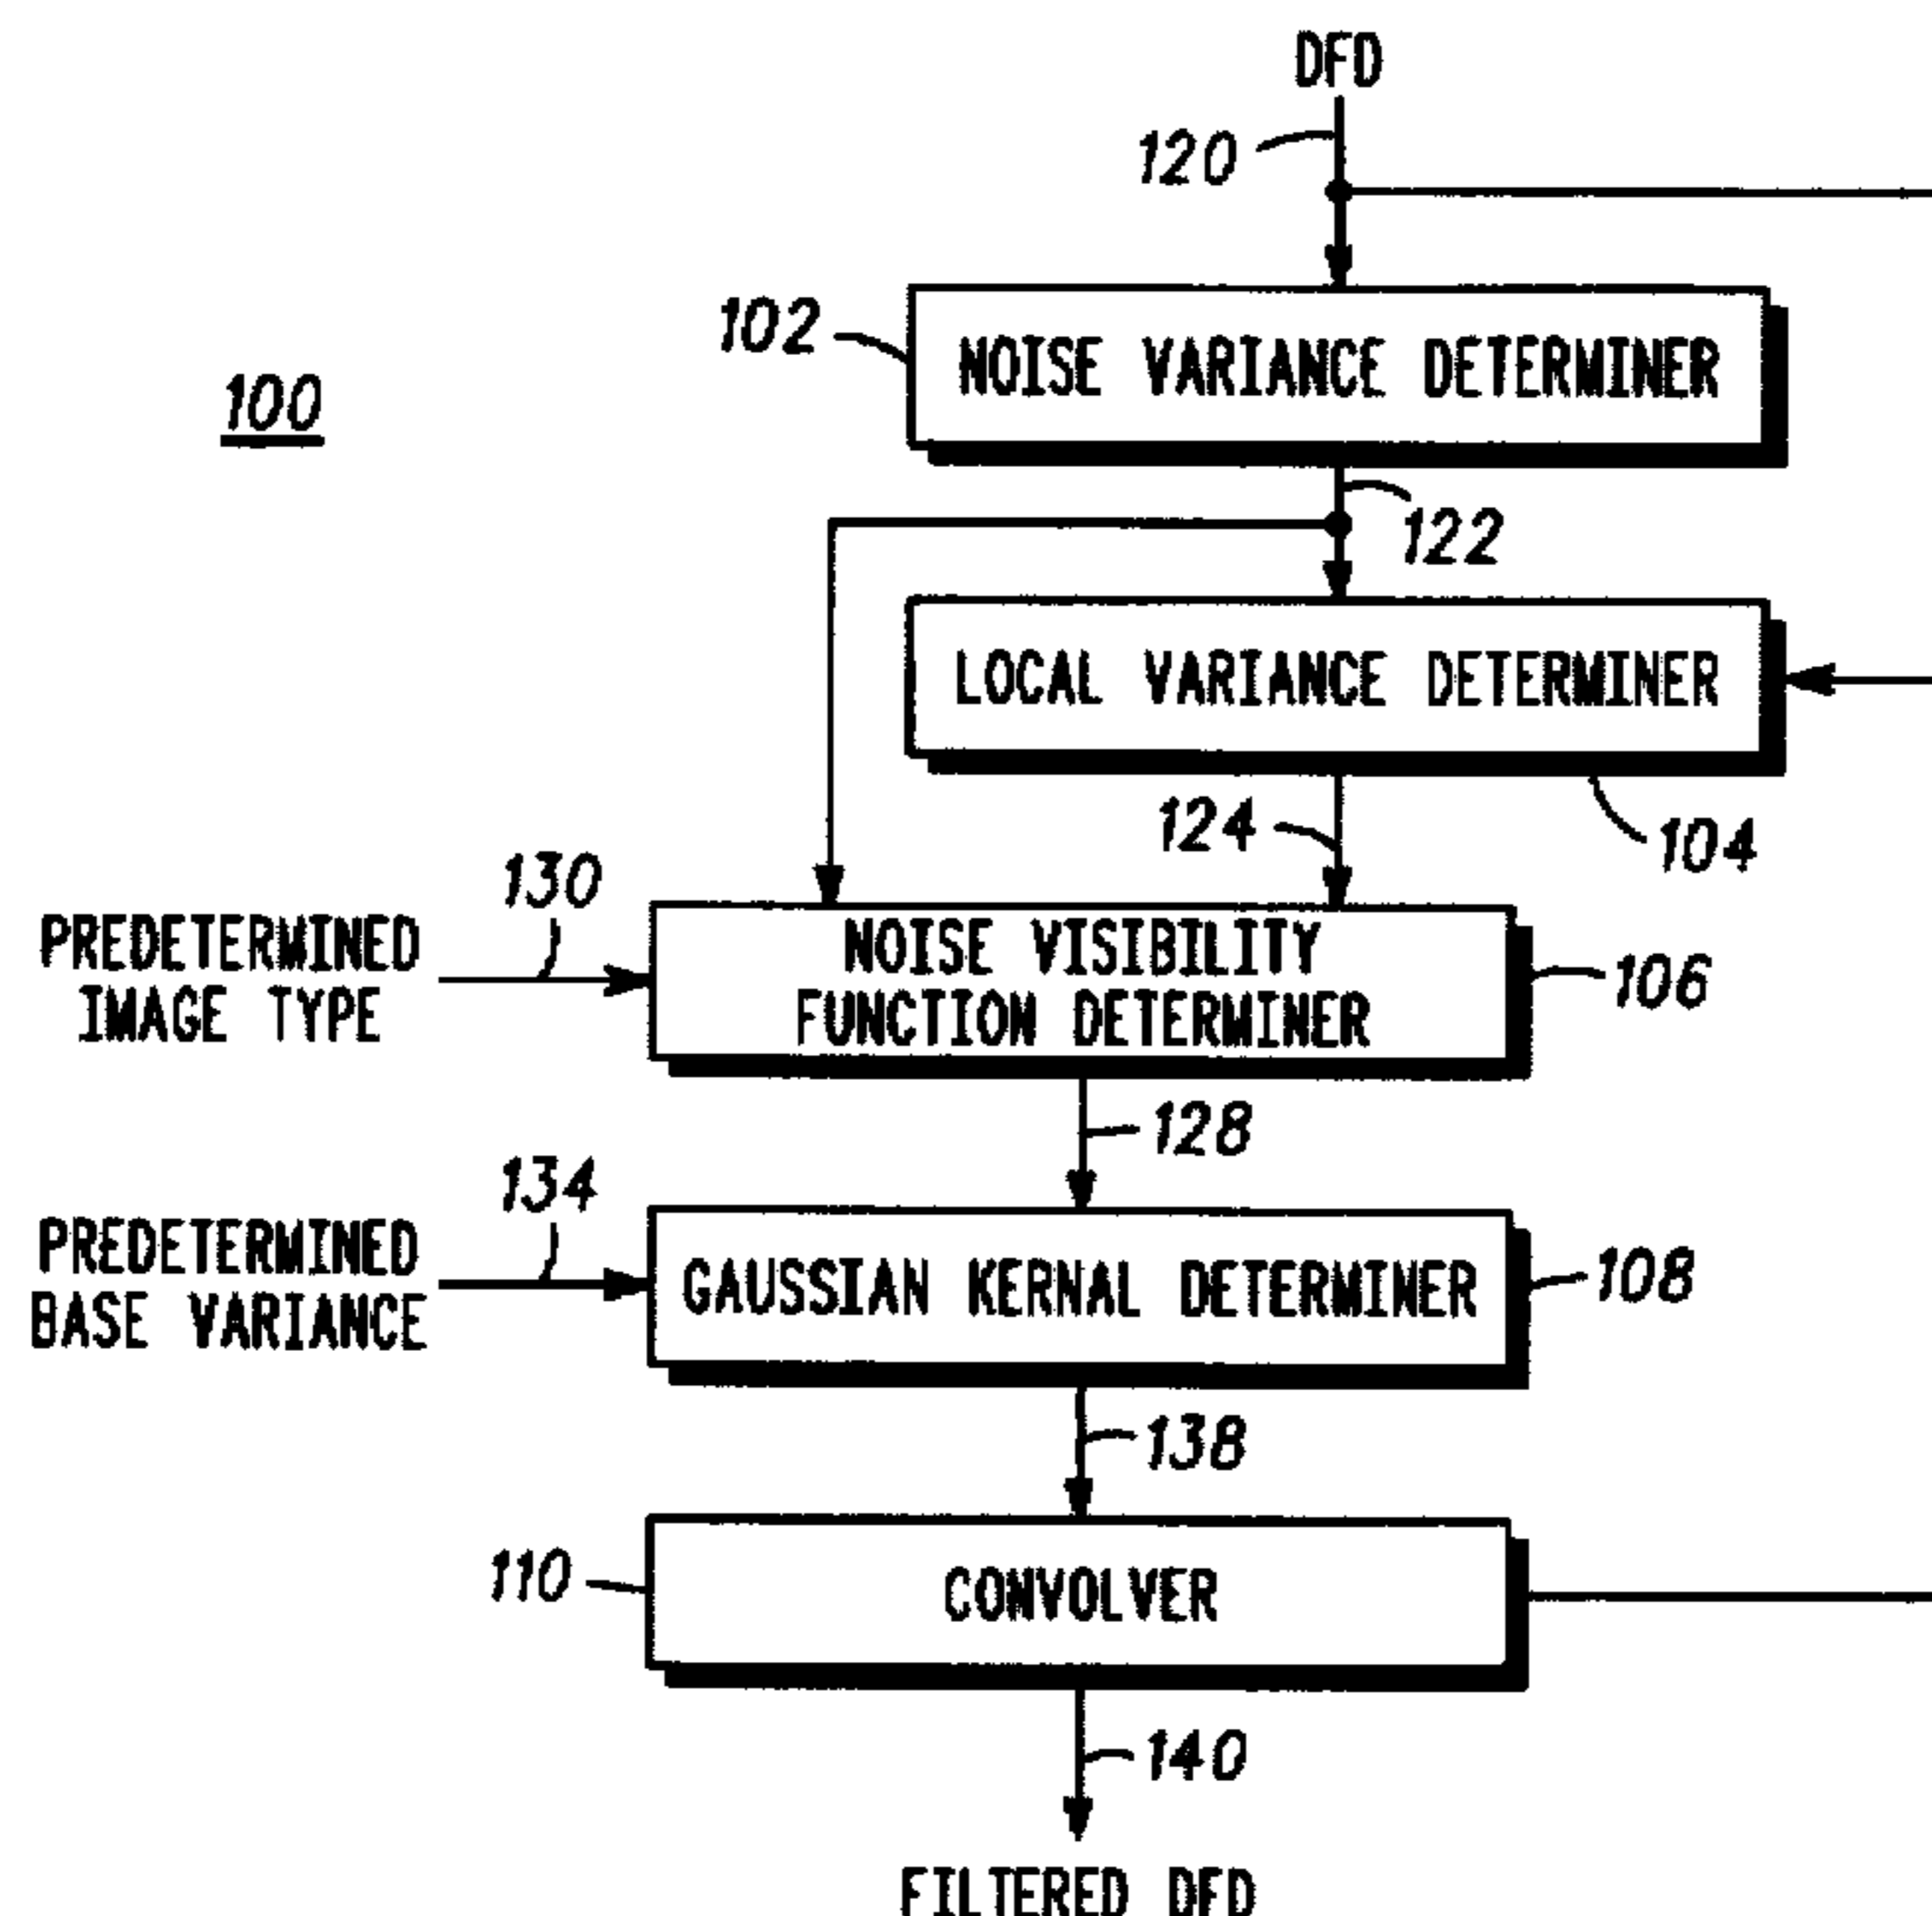 DFD
120
102
NOISE VARIANCE DETERMINER
100
122
LOCAL VARIANCE DETERMINER
124
104
130
PREDETERMINED
IMAGE TYPE
NOISE VISIBILITY
FUNCTION DETERMINER
106
128
134
PREDETERMINED
BASE VARIANCE
GAUSSIAN KERNAL DETERMINER
108
138
110
CONVOLVER
140
FILTERED DFD